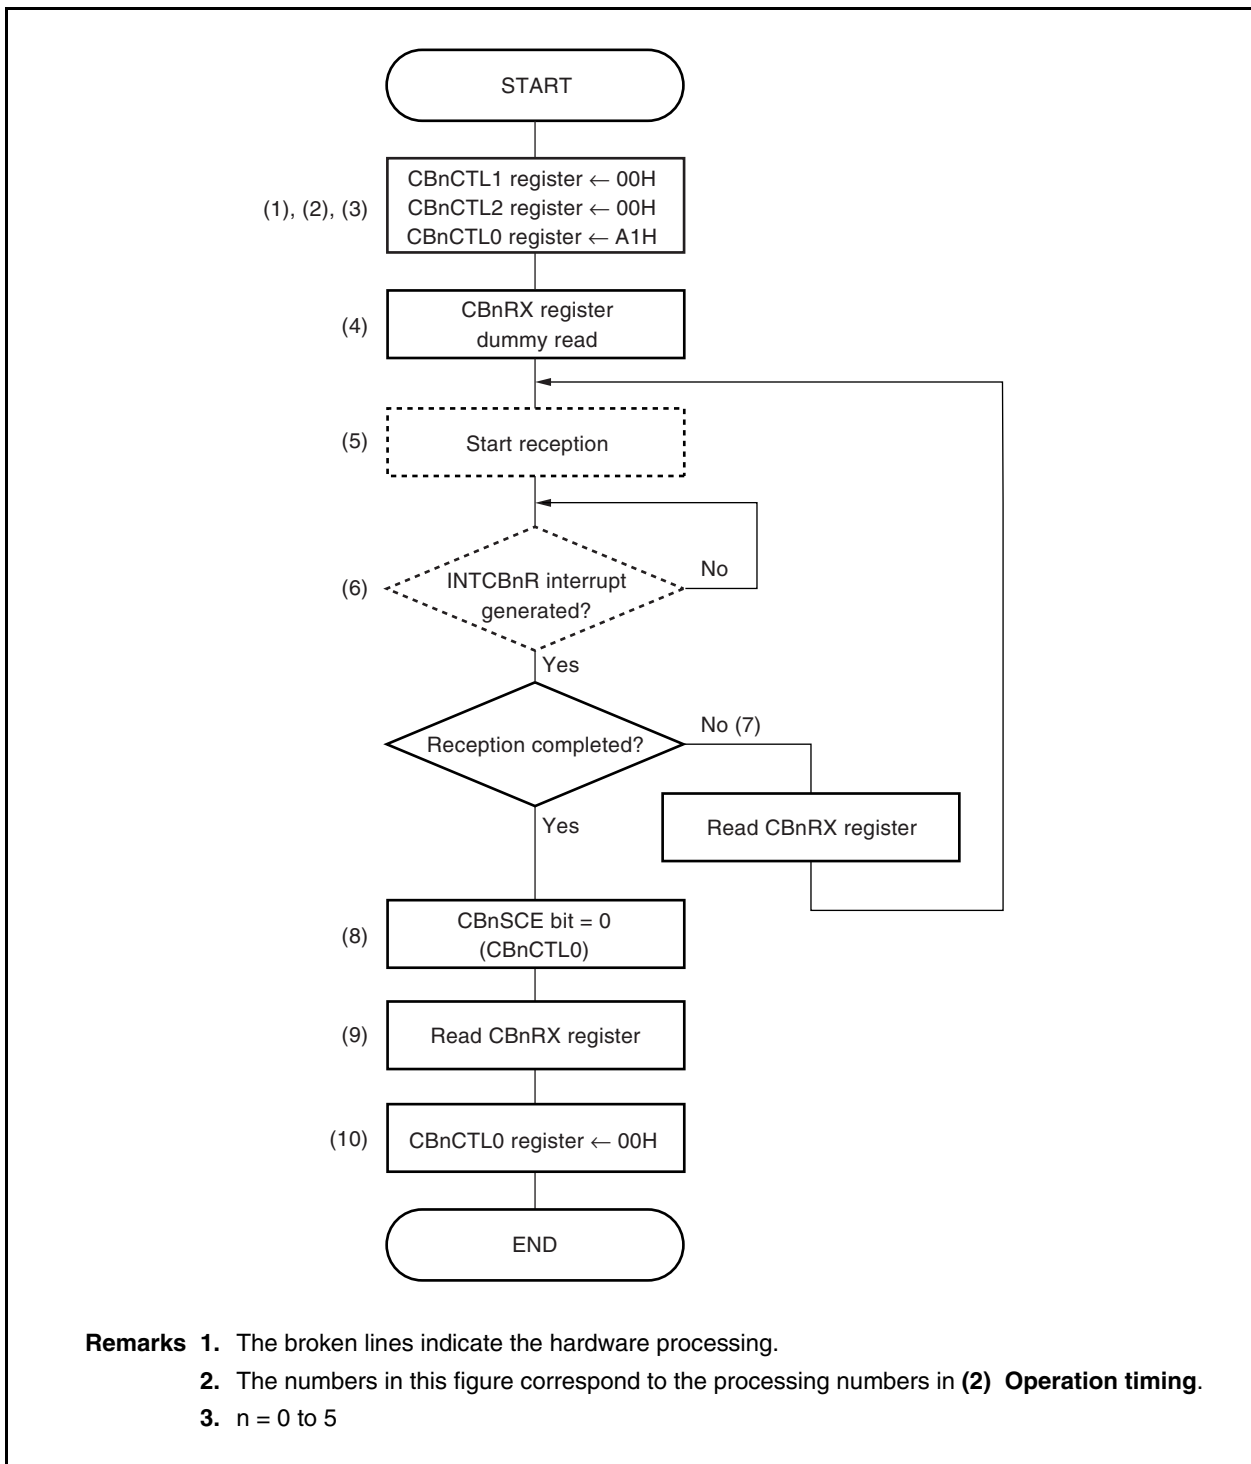 START
(1), (2), (3)
CBnCTL1 register ← 00H
CBnCTL2 register ← 00H
CBnCTL0 register ← A1H
(4)
CBnRX register
dummy read
(5)
Start reception
(6)
INTCBnR interrupt
generated?
No
Yes
Reception completed?
No (7)
Read CBnRX register
Yes
(8)
CBnSCE bit = 0
(CBnCTL0)
(9)
Read CBnRX register
(10)
CBnCTL0 register ← 00H
END
Remarks 1. The broken lines indicate the hardware processing.
2. The numbers in this figure correspond to the processing numbers in (2) Operation timing.
3. n = 0 to 5